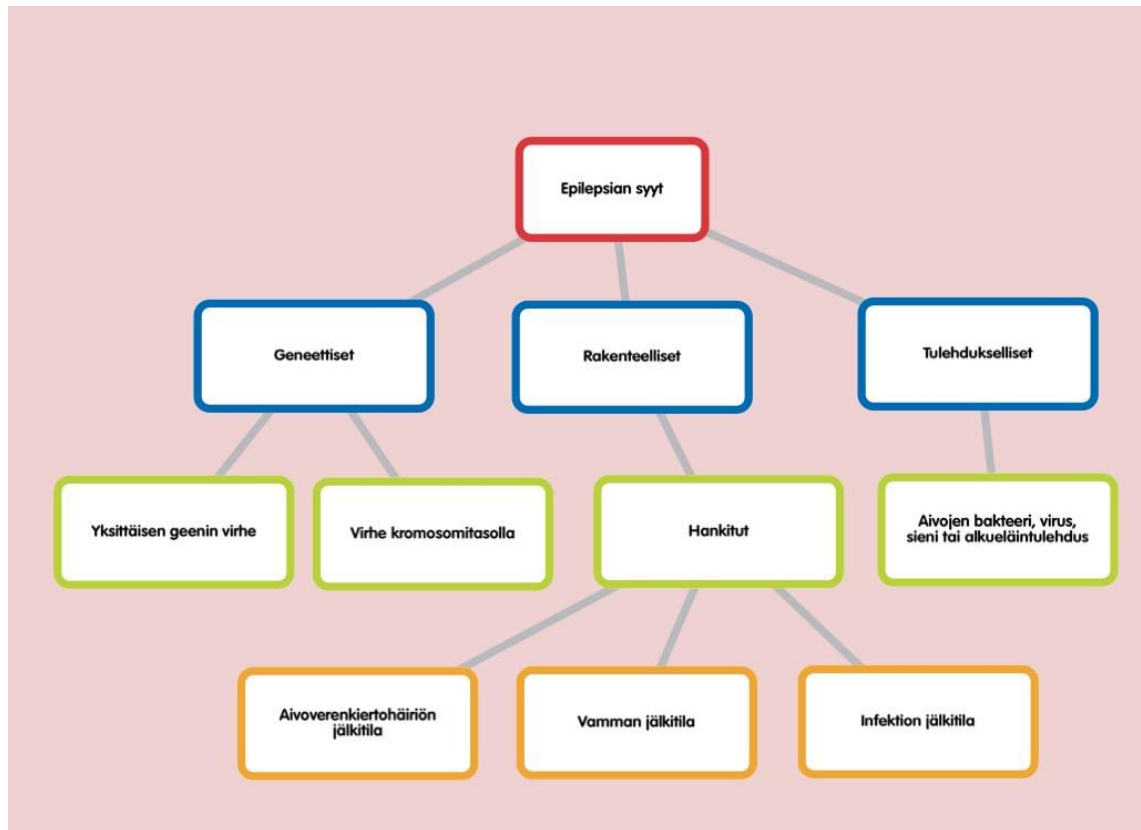 Epilepsian syyt
Geneettiset
Rakenteelliset
Tulehdukselliset
Yksittäisen geenin virhe
Virhe kromosomitasolla
Hankitut
Aivojen bakteeri, virus,
sieni tai alkueläintulehdus
Aivoverenkiertohäiriön
jälkitila
Vamman jälkitila
Infektion jälkitila